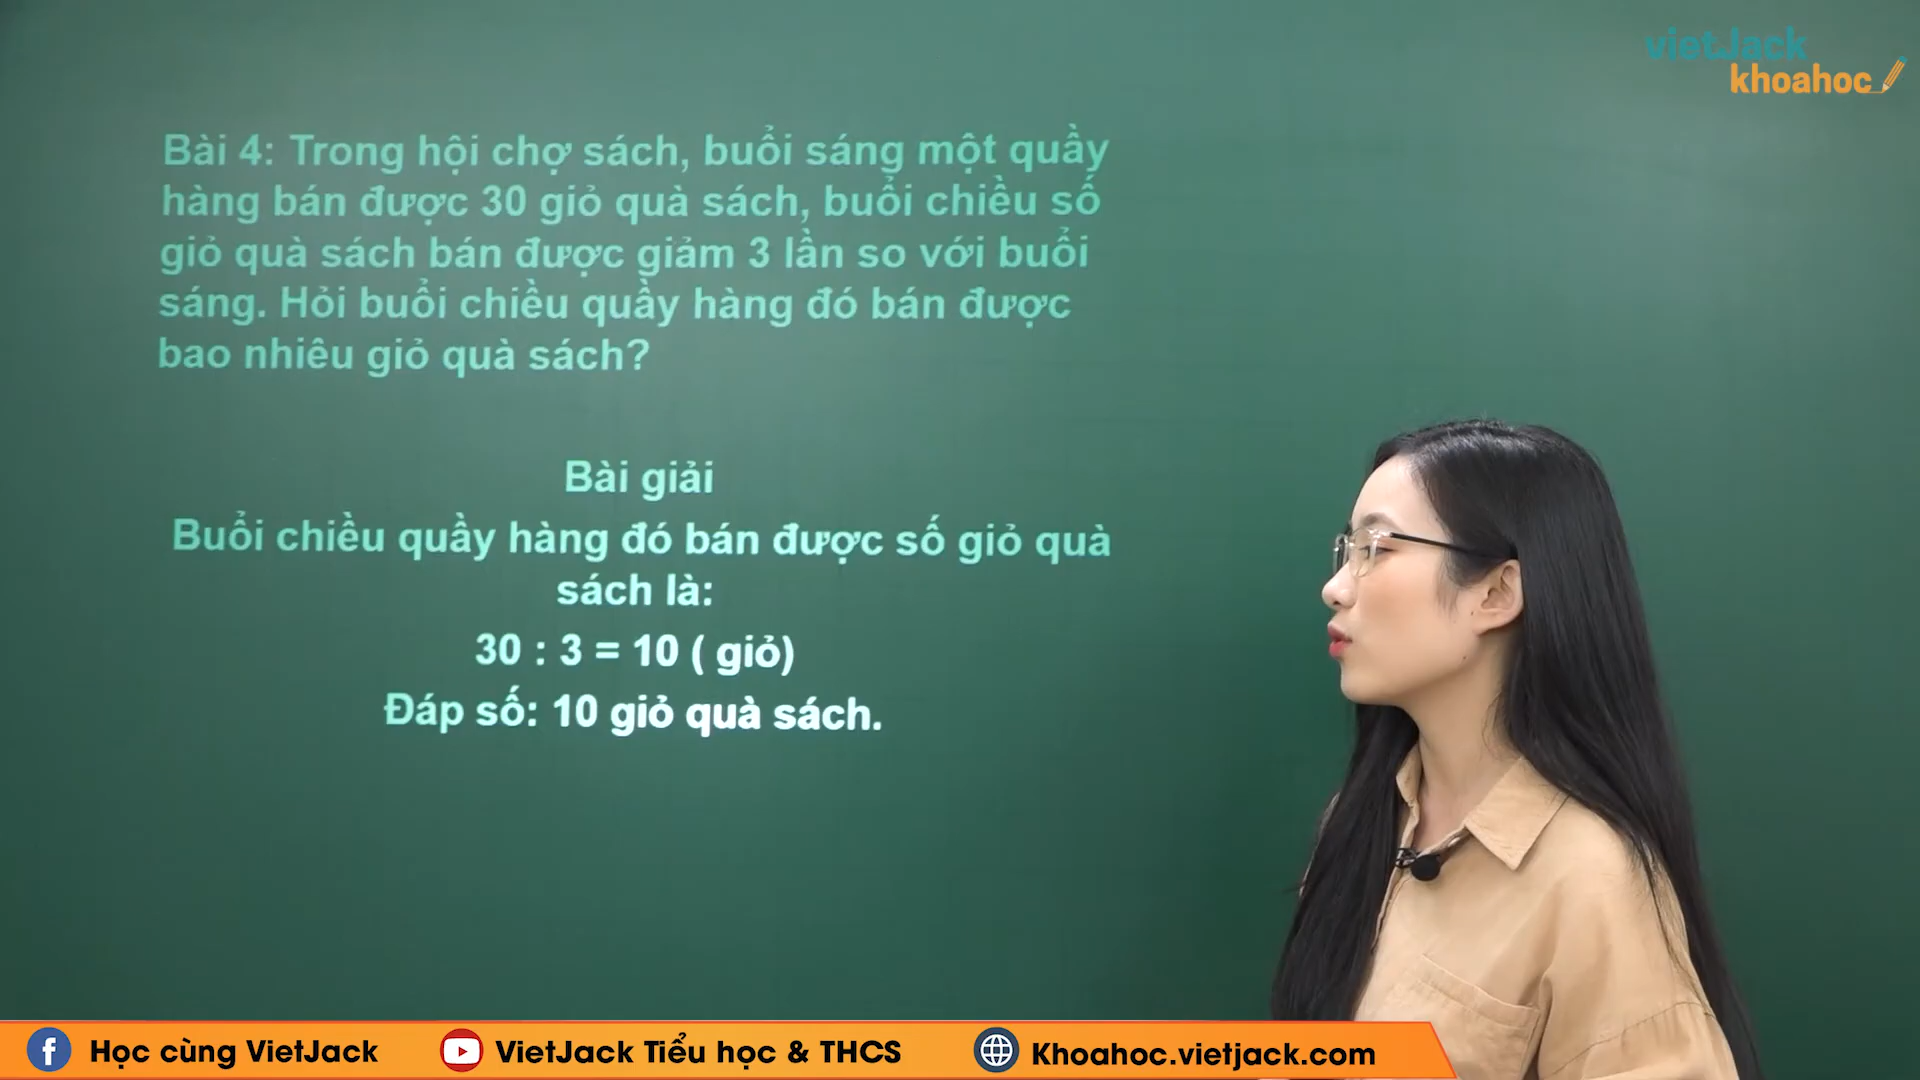 vietJack
khoahoc
Bài 4: Trong hội chợ sách, buổi sáng một quầy
hàng bán được 30 giỏ quà sách, buổi chiều số
giỏ quà sách bán được giảm 3 lần so với buổi
sáng. Hỏi buổi chiều quầy hàng đó bán được
bao nhiêu giỏ quà sách?
Bài giải
Buổi chiều quầy hàng đó bán được số giỏ quà
sách là:
30 : 3 = 10 ( giỏ)
Đáp số: 10 giỏ quà sách.
Học cùng VietJack
VietJack Tiểu học & THCS
Khoahoc.vietjack.com